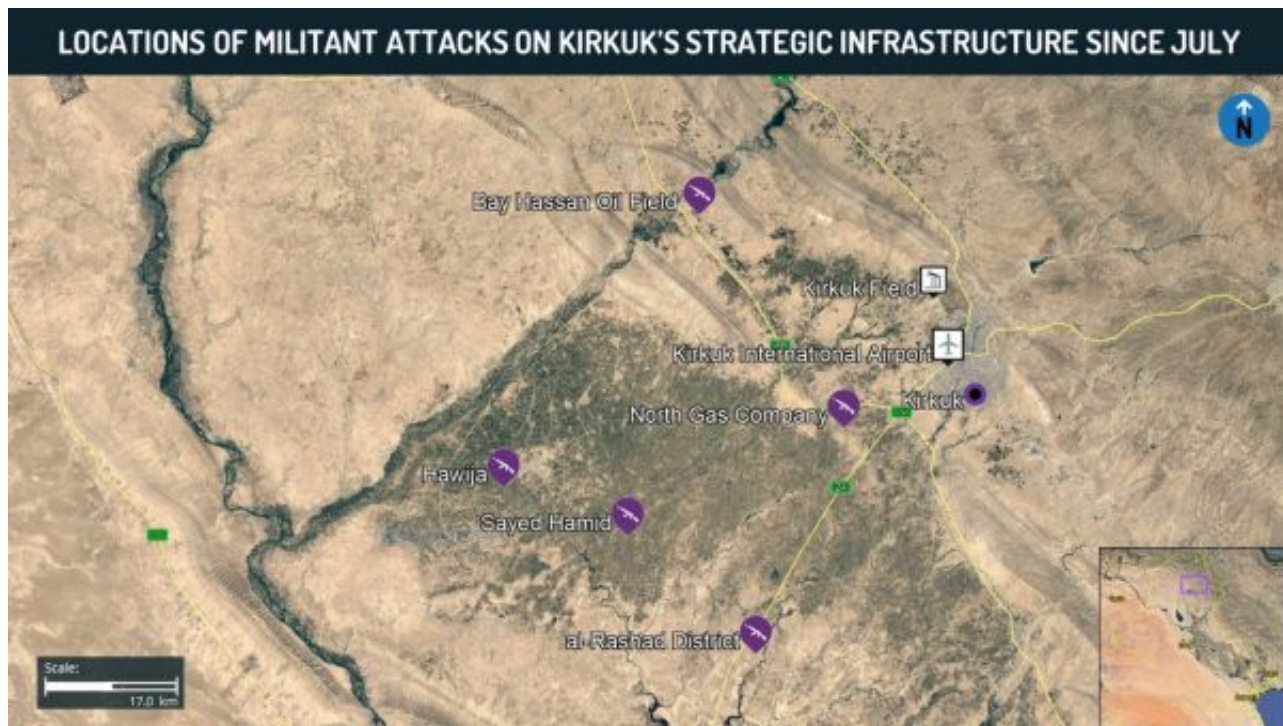 LOCATIONS OF MILITANT ATTACKS ON KIRKUK'S STRATEGIC INFRASTRUCTURE SINCE JULY
N
Bay Hassan Oil Field
Kirkuk Field
Kirkuk International Airport
Kirkuk
North Gas Company
Hawija
Sayed Hamid
al-Rashad District
Scale:
17.0 km